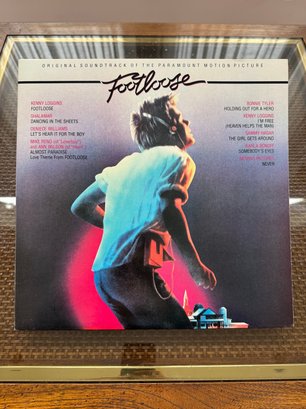 ORIGINAL SOUNDTRACK OF THE PARAMOUNT MOTION PICTURE
Footloose
KENNY LOGGINS
FOOTLOOSE
SHALAMAR
DANCING IN THE SHEETS
DENIECE WILLIAMS
LET'S HEAR IT FOR THE BOY
MIKE RENO (of "Loverboy")
and ANN WILSON (of "Heart")
ALMOST PARADISE
Love Theme from FOOTLOOSE
BONNIE TYLER
HOLDING OUT FOR A HERO
KENNY LOGGINS
I'M FREE
(HEAVEN HELPS THE MAN)
SAMMY HAGAR
THE GIRL GETS AROUND
KARLA BONOFF
SOMEBODY'S EYES
MOVING PICTURES
NEVER